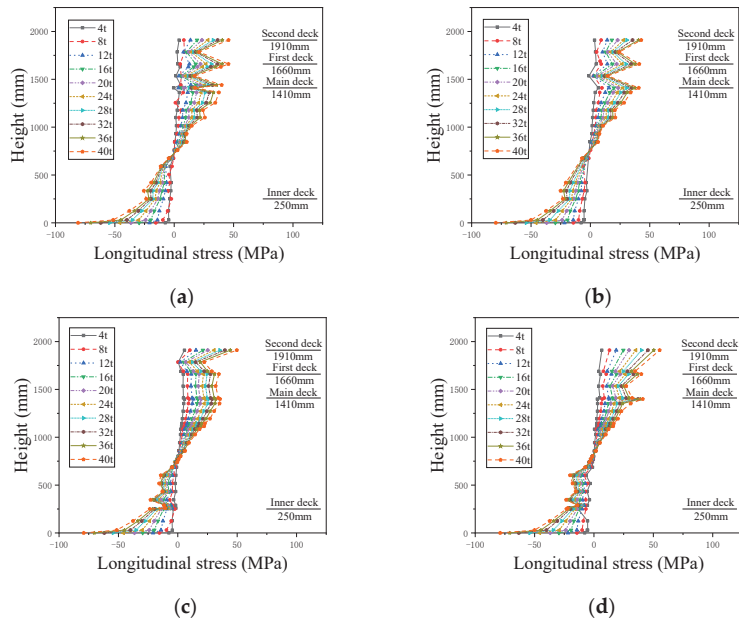 4t
8t
12t
16t
20t
24t
28t
32t
36t
40t
Second deck
1910mm
First deck
1660mm
Main deck
1410mm
Inner deck
250mm
2000
1500
1000
500
0
Height (mm)
−100 −50 0 50 100
Longitudinal stress (MPa)
(a)
4t
8t
12t
16t
20t
24t
28t
32t
36t
40t
Second deck
1910mm
First deck
1660mm
Main deck
1410mm
Inner deck
250mm
2000
1500
1000
500
0
Height (mm)
−100 −50 0 50 100
Longitudinal stress (MPa)
(b)
4t
8t
12t
16t
20t
24t
28t
32t
36t
40t
Second deck
1910mm
First deck
1660mm
Main deck
1410mm
Inner deck
250mm
2000
1500
1000
500
0
Height (mm)
−100 −50 0 50 100
Longitudinal stress (MPa)
(c)
4t
8t
12t
16t
20t
24t
28t
32t
36t
40t
Second deck
1910mm
First deck
1660mm
Main deck
1410mm
Inner deck
250mm
2000
1500
1000
500
0
Height (mm)
−100 −50 0 50 100
Longitudinal stress (MPa)
(d)